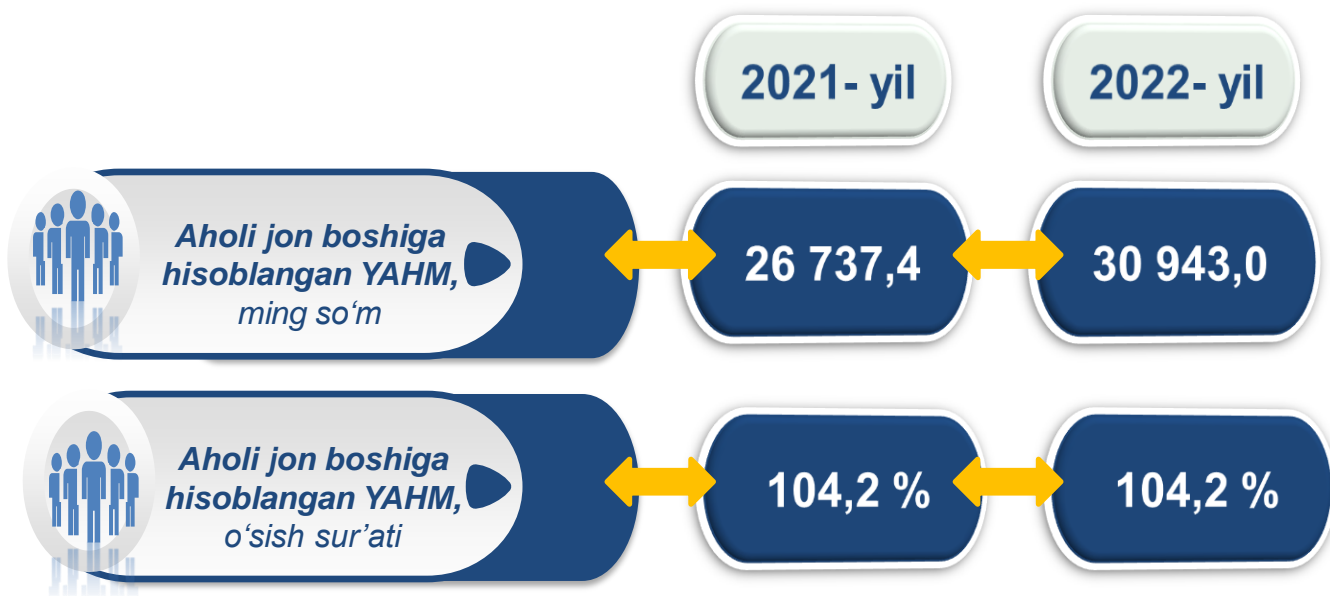 2021- yil
2022- yil
Aholi jon boshiga
hisoblangan YAHM,
ming so‘m
26 737,4
30 943,0
Aholi jon boshiga
hisoblangan YAHM,
o‘sish sur’ati
104,2 %
104,2 %